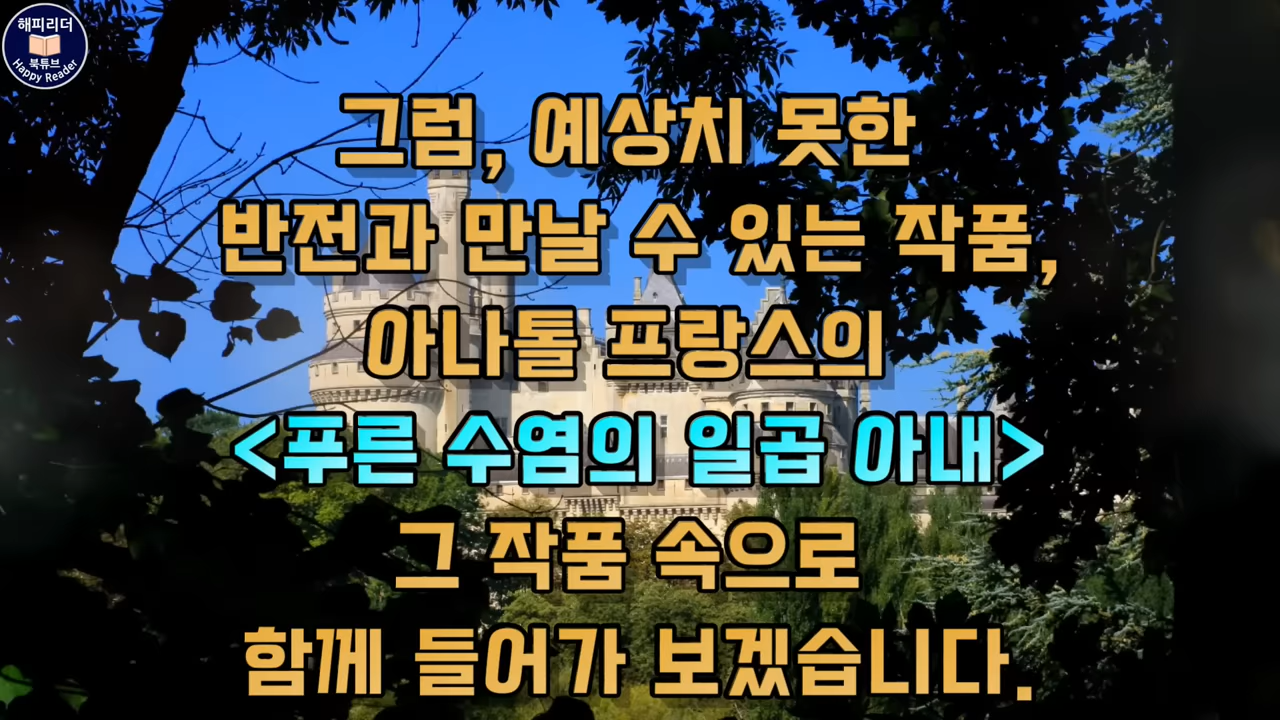 해피리더
북튜브
Happy Reader
그럼, 예상치 못한
반전과 만날 수 있는 작품,
아나톨 프랑스의
<푸른 수염의 일곱 아내>
그 작품 속으로
함께 들어가 보겠습니다.